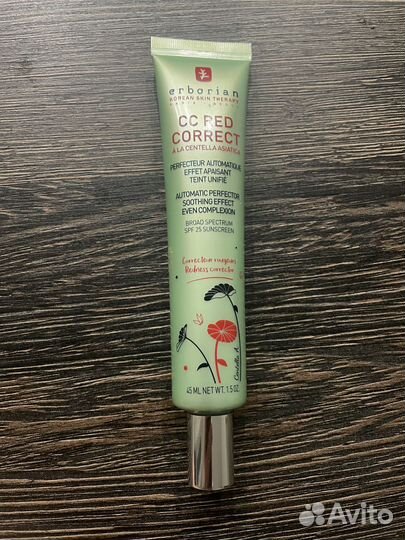 erborian
KOREAN SKIN THERAPY
CC RED
CORRECT
À LA CENTELLA ASIATICA
PERFECTEUR AUTOMATIQUE
EFFET APAISANT
TEINT UNIFIÉ
AUTOMATIC PERFECTOR
SOOTHING EFFECT
EVEN COMPLEXION
BROAD SPECTRUM
SPF 25 SUNSCREEN
Correcteur rougeurs
Redness corrector
Centella A.
45 ML NET WT. 1.5 OZ
Avito